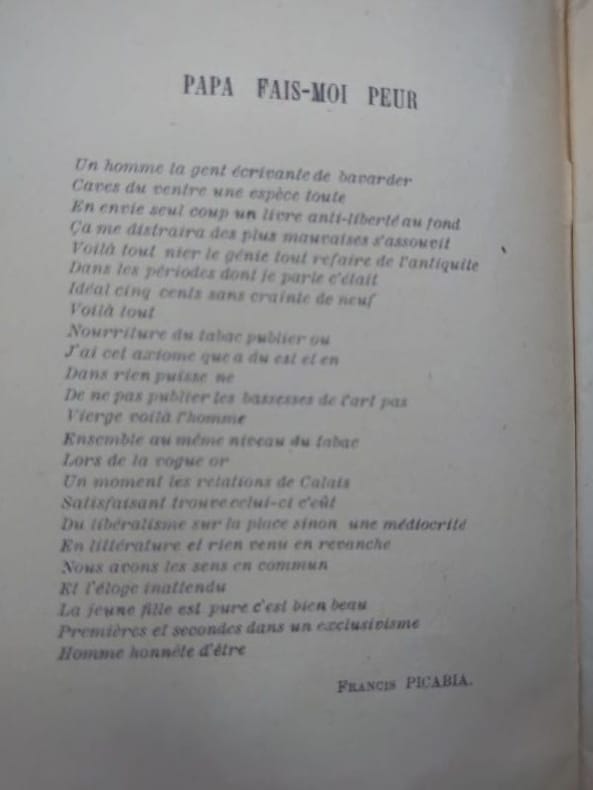 PAPA FAIS-MOI PEUR
Un homme la gent écrivante de bavarder
Caves du ventre une espèce toute
En envie seul coup un livre anti-liberté au fond
Ça me distraira des plus mauvaises s'assouvit
Voilà tout nier le génie tout refaire de l'antiquite
Dans les périodes dont je parle c'était
Idéal cinq cents sans crainte de neuf
Voilà tout
Nourriture du tabac publier ou
J'ai cet axiome que a du est et en
Dans rien puisse ne
De ne pas publier les bassesses de l'art pas
Vierge voilà l'homme
Ensemble au même niveau du tabac
Lors de la vogue or
Un moment les relations de Calais
Satisfaisant trouve celui-ci c'eût
Du libéralisme sur la place sinon une médiocrité
En littérature et rien venu en revanche
Nous avons les sens en commun
Et l'éloge inattendu
La jeune fille est pure c'est bien beau
Premières et secondes dans un exclusivisme
Homme honnête d'être
FRANCIS PICABIA.